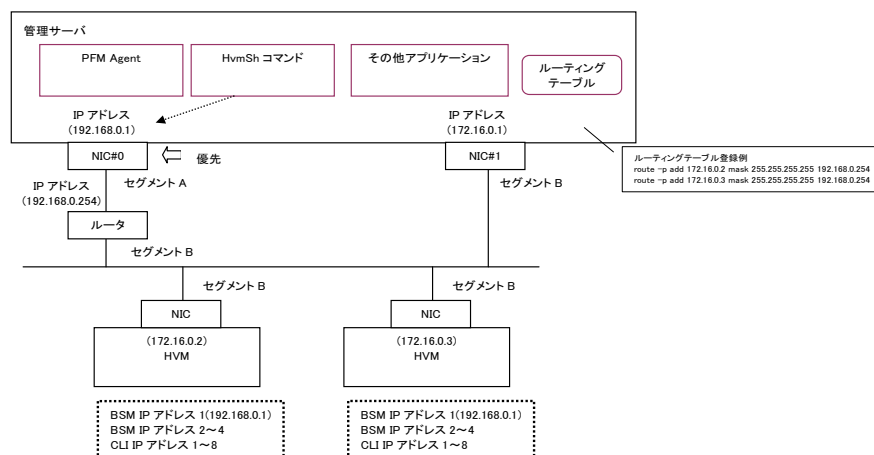 管理サーバ
PFM Agent
HvmSh コマンド
その他アプリケーション
ルーティング
テーブル
IP アドレス
(192.168.0.1)
IP アドレス
(172.16.0.1)
NIC#0
優先
NIC#1
ルーティングテーブル登録例
route -p add 172.16.0.2 mask 255.255.255.255 192.168.0.254
route -p add 172.16.0.3 mask 255.255.255.255 192.168.0.254
IP アドレス
(192.168.0.254)
セグメント A
セグメント B
ルータ
セグメント B
セグメント B
セグメント B
NIC
NIC
(172.16.0.2)
HVM
(172.16.0.3)
HVM
BSM IP アドレス 1(192.168.0.1)
BSM IP アドレス 2～4
CLI IP アドレス 1～8
BSM IP アドレス 1(192.168.0.1)
BSM IP アドレス 2～4
CLI IP アドレス 1～8